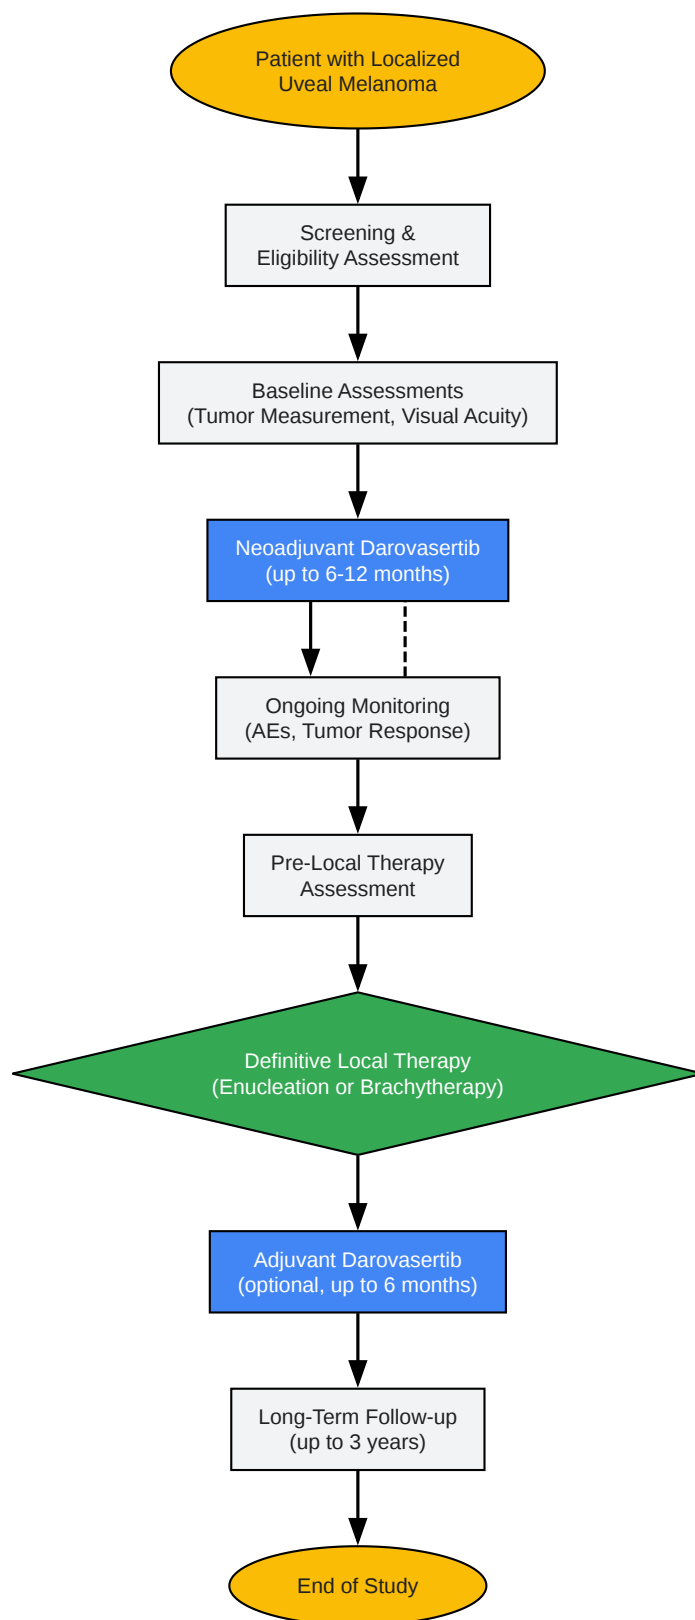 Patient with Localized
Uveal Melanoma
Screening &
Eligibility Assessment
Baseline Assessments
(Tumor Measurement, Visual Acuity)
Neoadjuvant Darovasertib
(up to 6-12 months)
Ongoing Monitoring
(AEs, Tumor Response)
Pre-Local Therapy
Assessment
Definitive Local Therapy
(Enucleation or Brachytherapy)
Adjuvant Darovasertib
(optional, up to 6 months)
Long-Term Follow-up
(up to 3 years)
End of Study